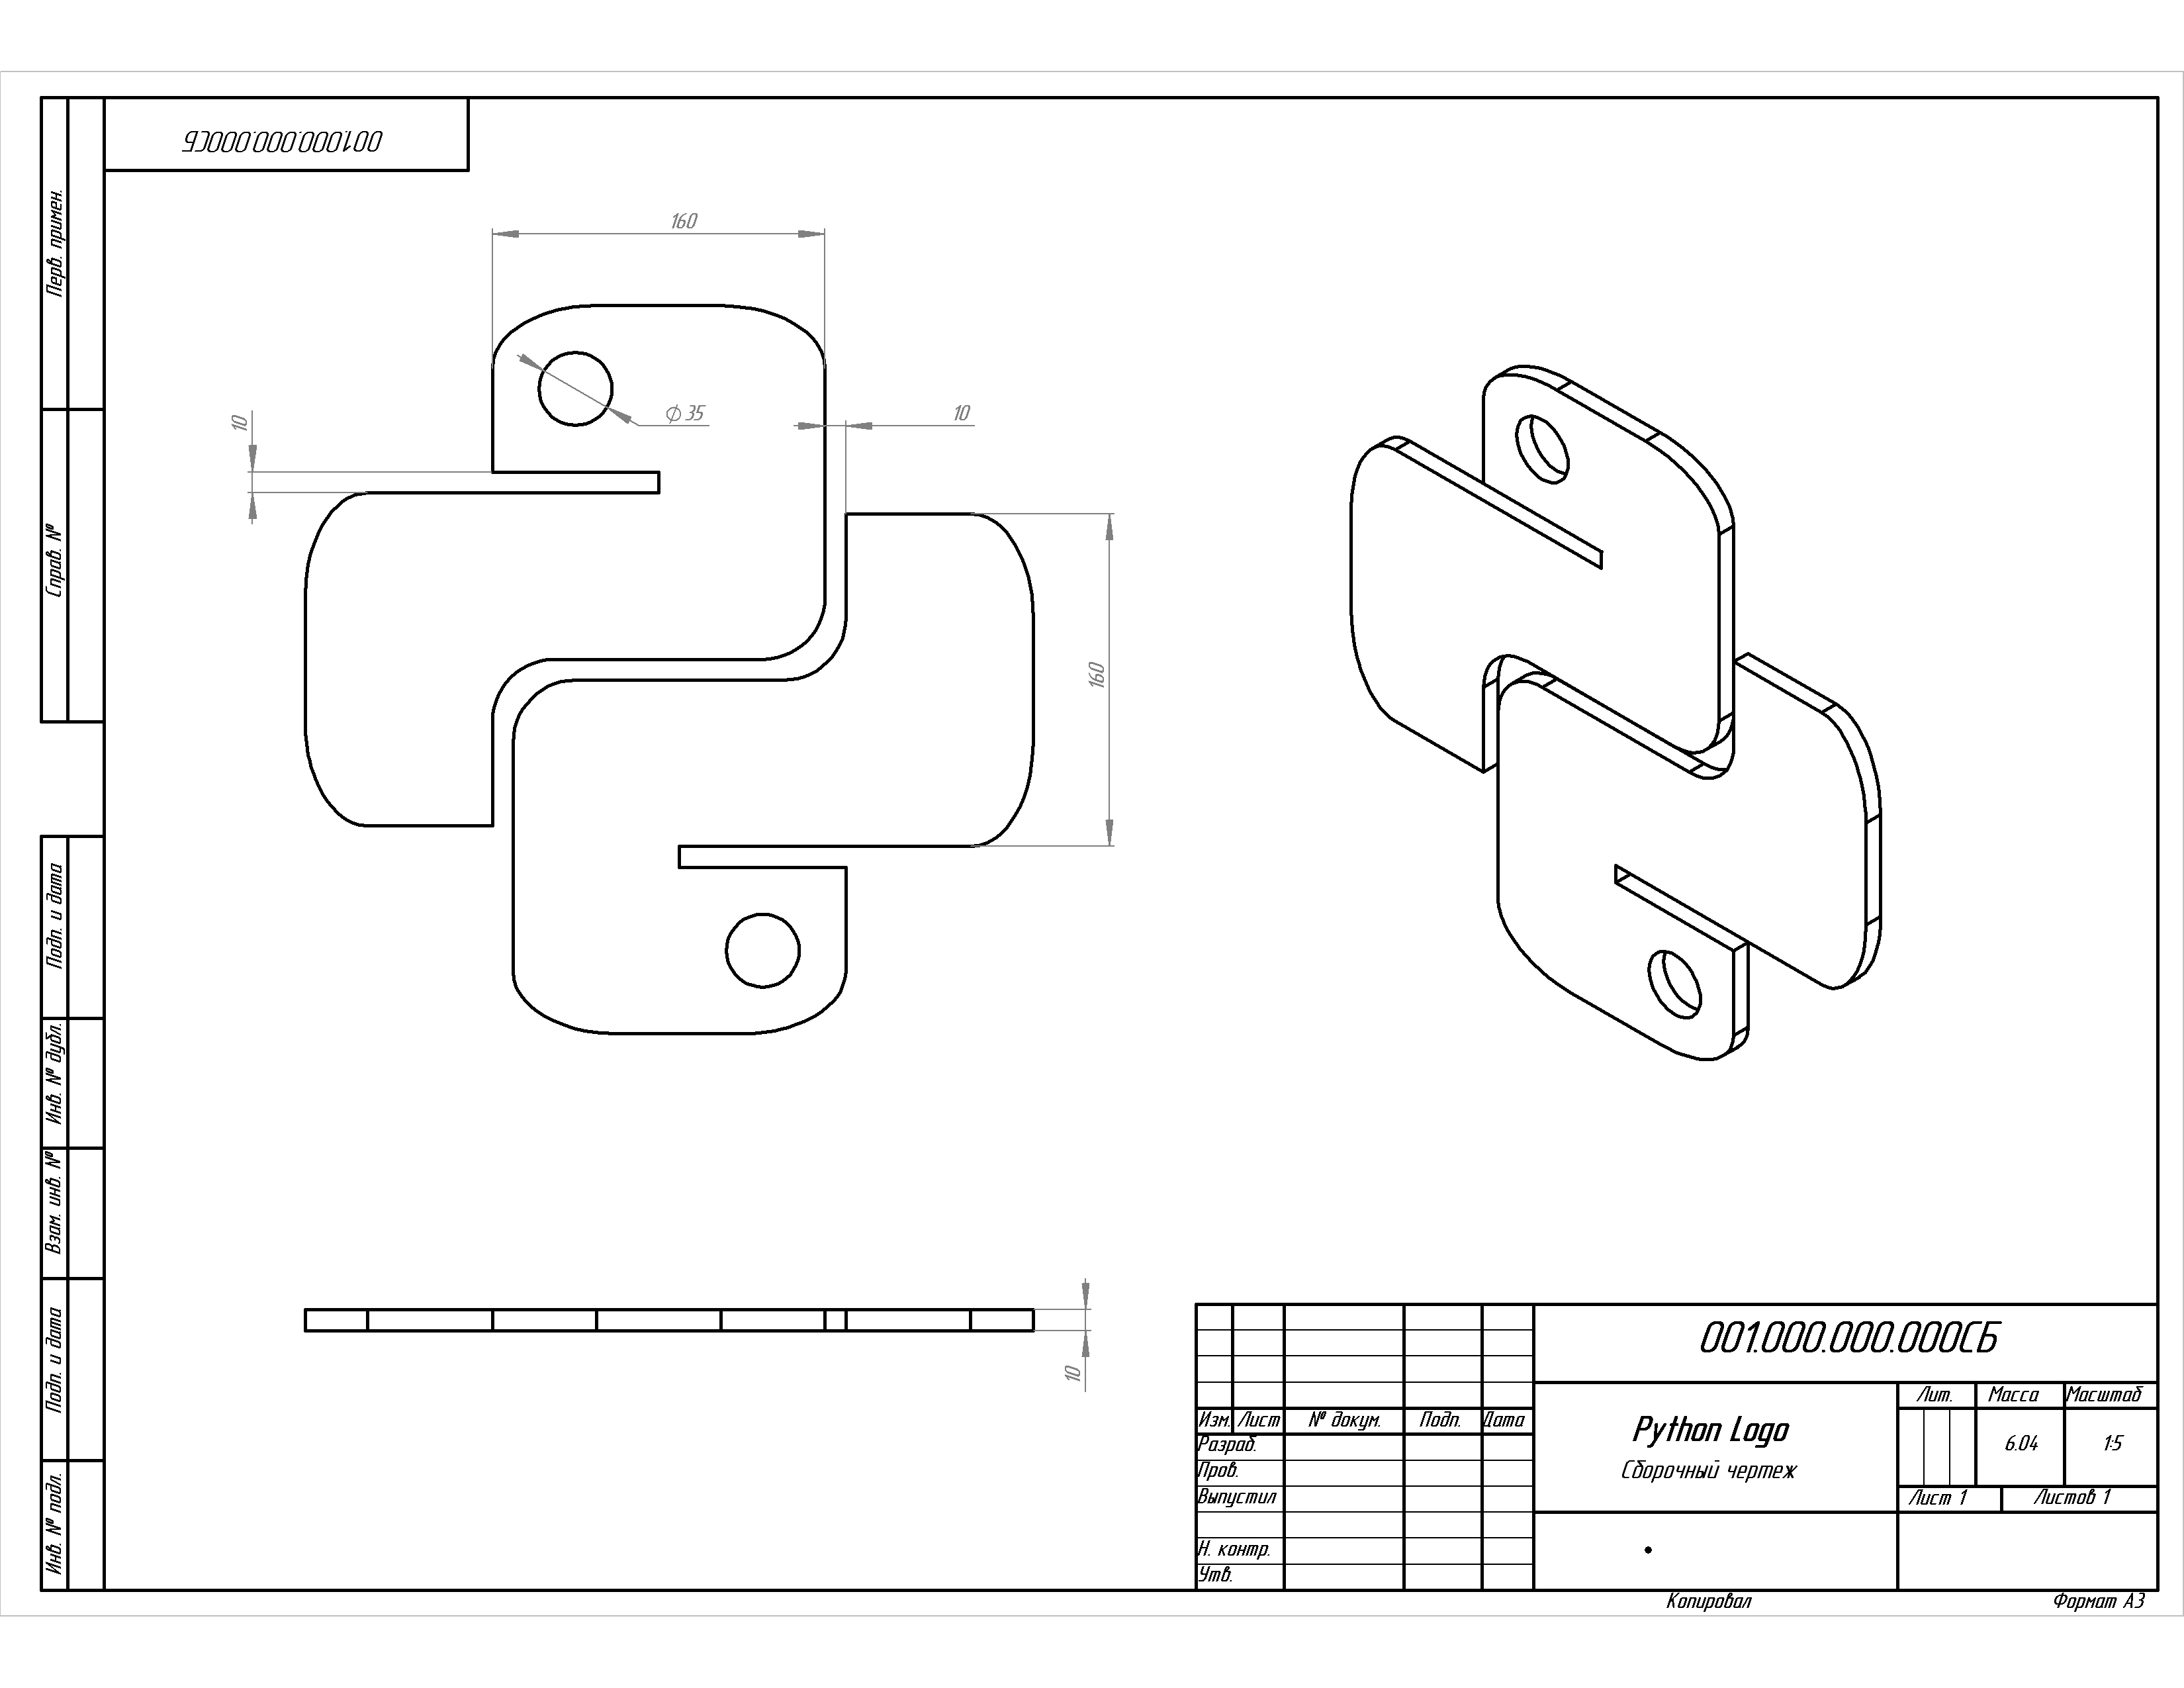 001.000.000.000СБ
Перв. примен.
Справ. №
Подп. и дата
Инв. № дубл.
Взам. инв. №
Подп. и дата
Инв. № подл.
160
⌀ 35
10
10
160
10
001.000.000.000СБ
Лит. Масса Масштаб
Изм. Лист № докум. Подп. Дата
Python Logo
6.04 1:5
Разраб.
Сборочный чертеж
Пров.
Выпустил
Лист 1 Листов 1
Н. контр.
Утв.
Копировал Формат А3